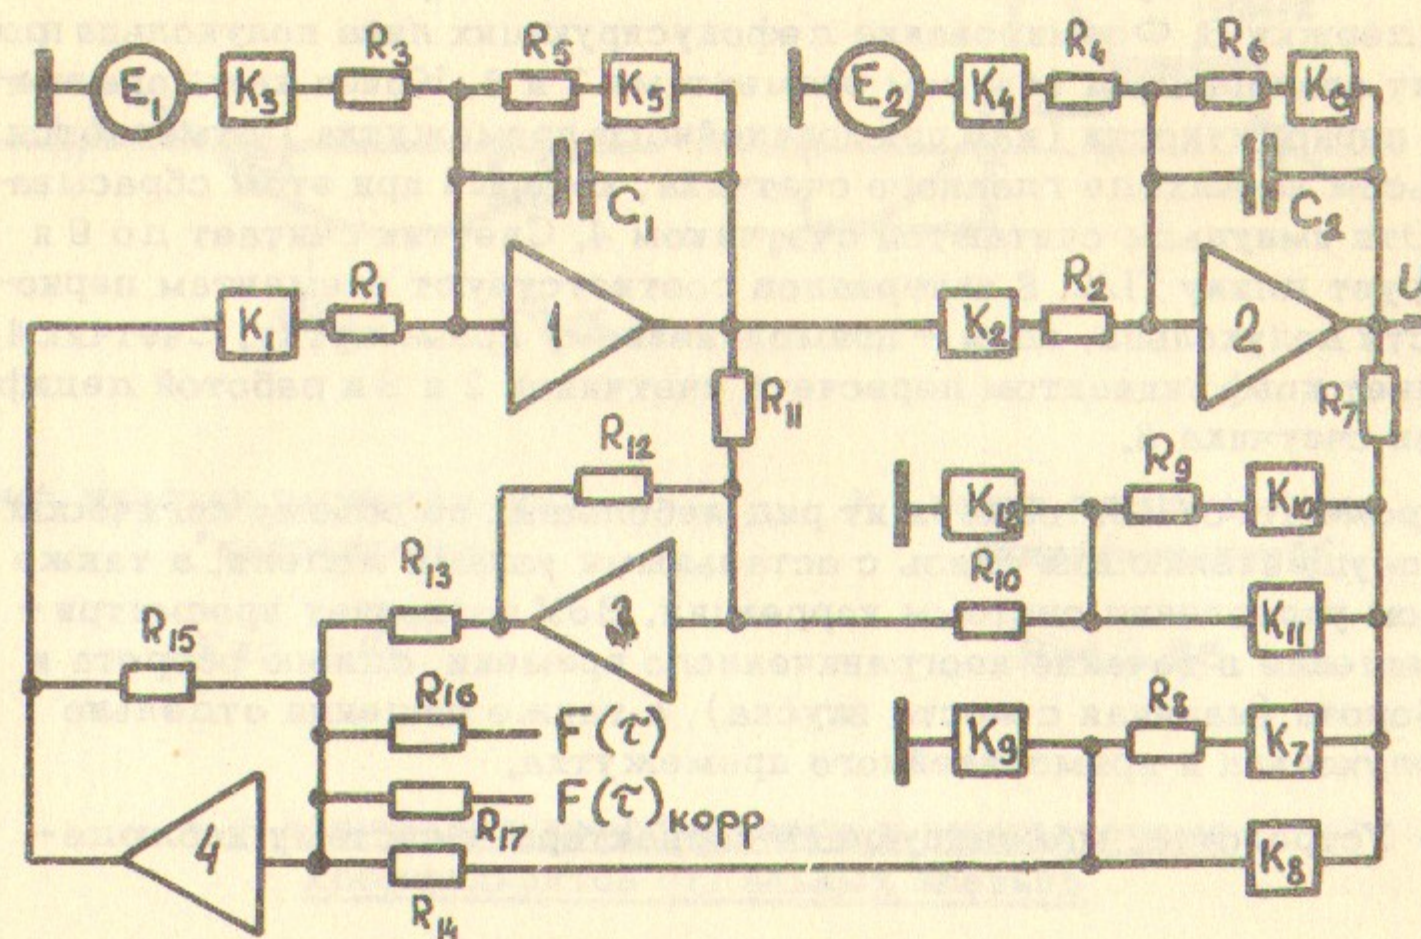 E₁ K₃ R₃ R₅ K₅ E₂ K₄ R₄ R₆ K₆
C₁ C₂
K₁ R₁ 1 K₂ R₂ 2
R₁₁ R₇
R₁₂ K₁₂ R₉ K₁₀
R₁₃ 3 R₁₀ K₁₁
R₁₅
R₁₆ F(τ) K₉ R₈ K₇
R₁₇ F(τ)корр
4 R₁₄ K₈